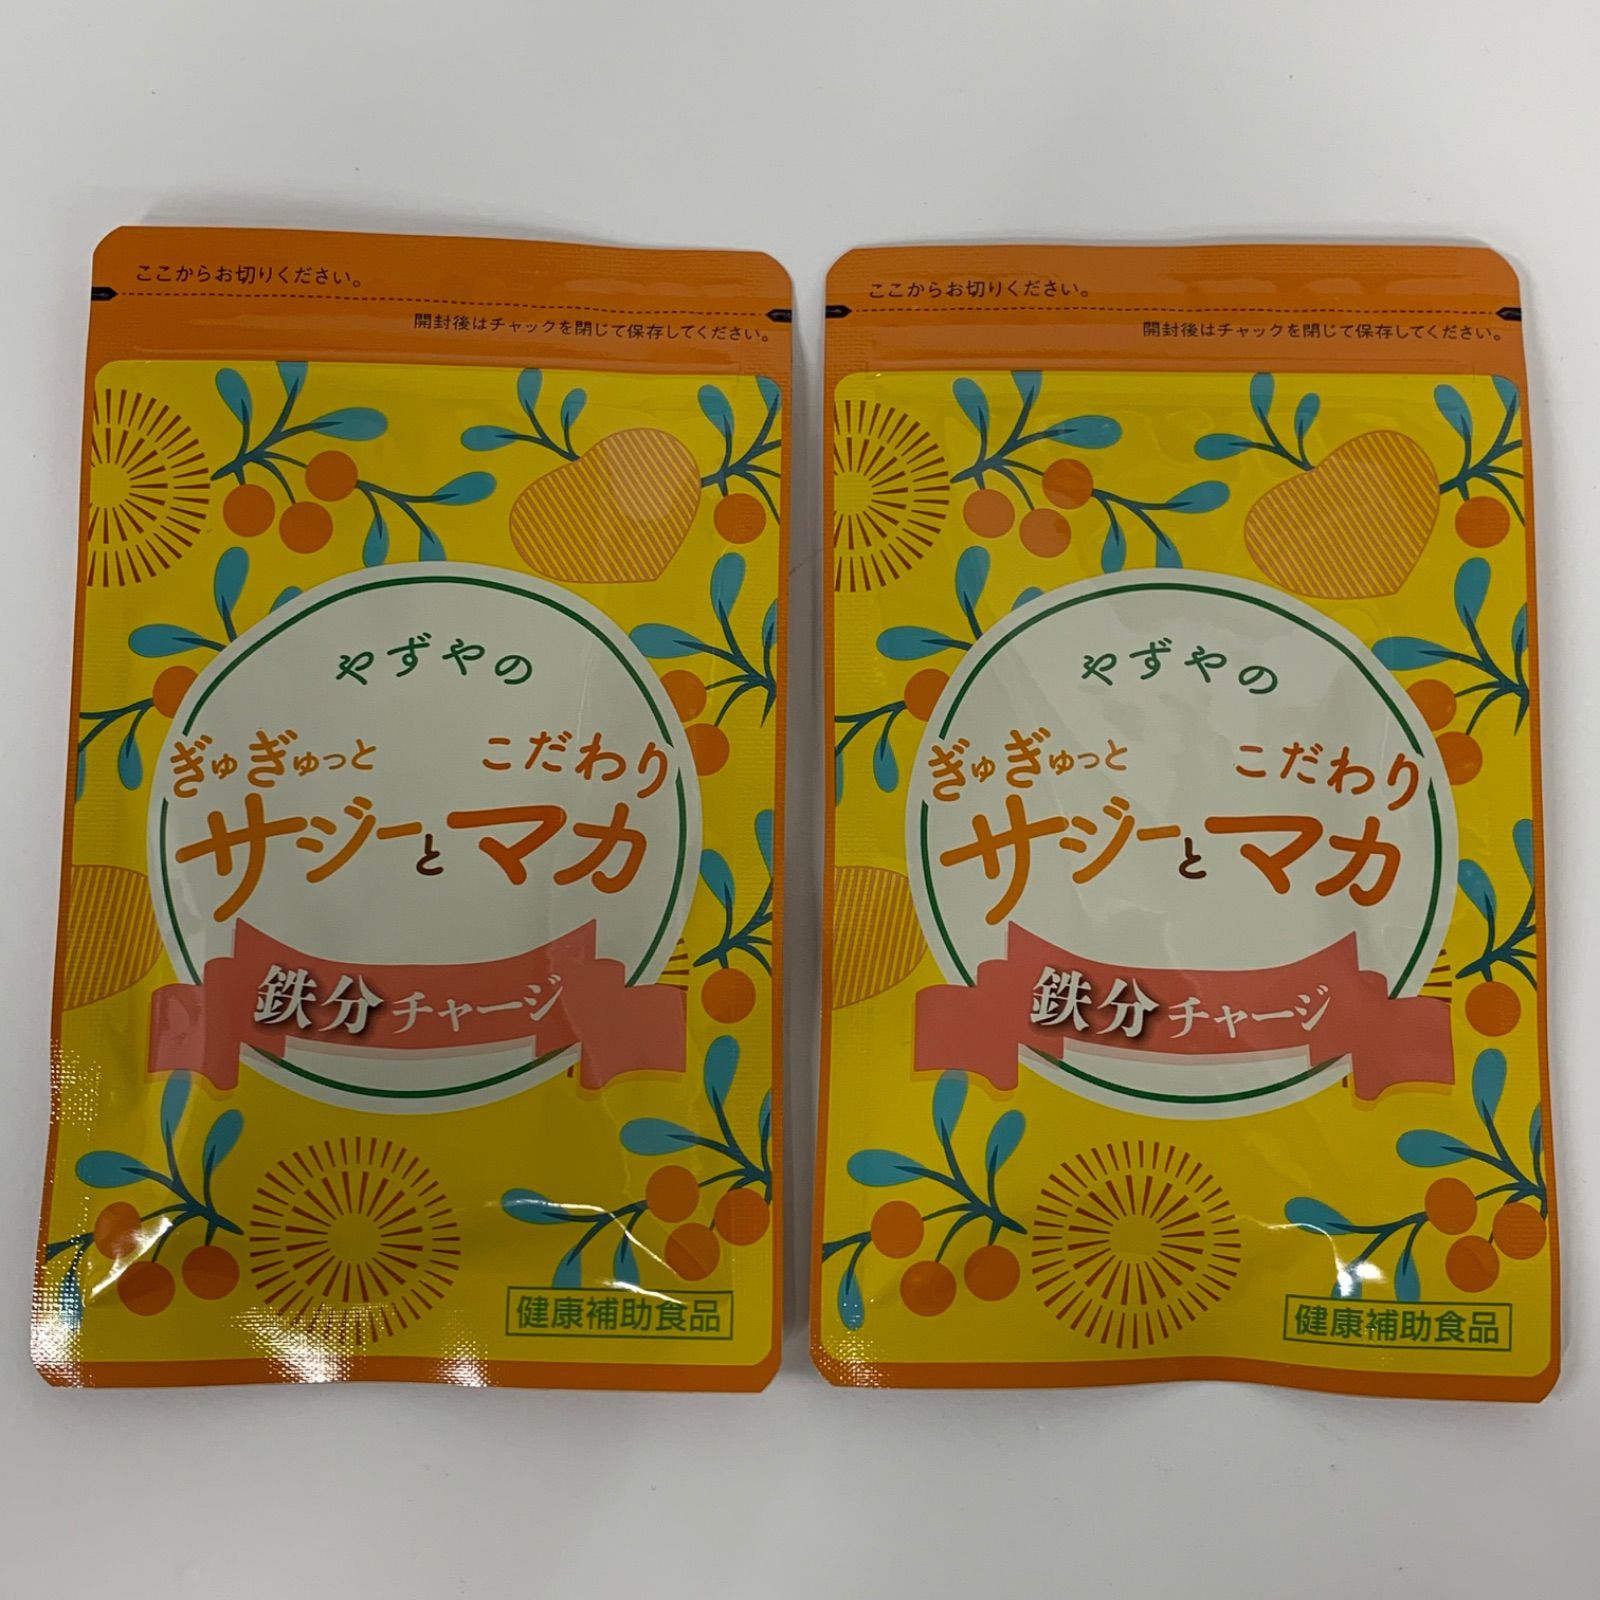 ここからお切りください。
開封後はチャックを閉じて保存してください。
やずやの
ぎゅぎゅっと こだわり
サジーとマカ
鉄分チャージ
健康補助食品
ここからお切りください。
開封後はチャックを閉じて保存してください。
やずやの
ぎゅぎゅっと こだわり
サジーとマカ
鉄分チャージ
健康補助食品